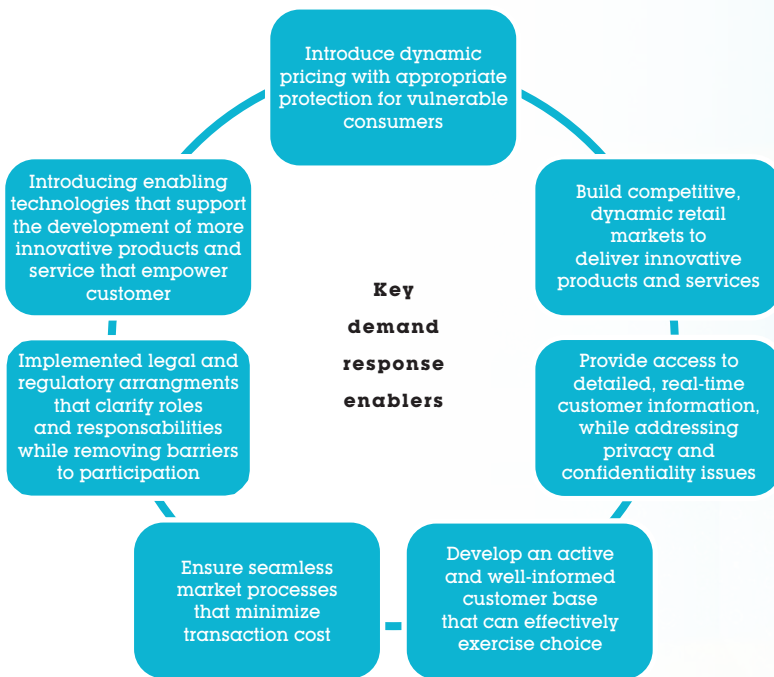 Introduce dynamic
pricing with appropriate
protection for vulnerable
consumers
Build competitive,
dynamic retail
markets to
deliver innovative
products and services
Provide access to
detailed, real-time
customer information,
while addressing
privacy and
confidentiality issues
Develop an active
and well-informed
customer base
that can effectively
exercise choice
Ensure seamless
market processes
that minimize
transaction cost
Implemented legal and
regulatory arrangments
that clarify roles
and responsabilities
while removing barriers
to participation
Introducing enabling
technologies that support
the development of more
innovative products and
service that empower
customer
Key
demand
response
enablers